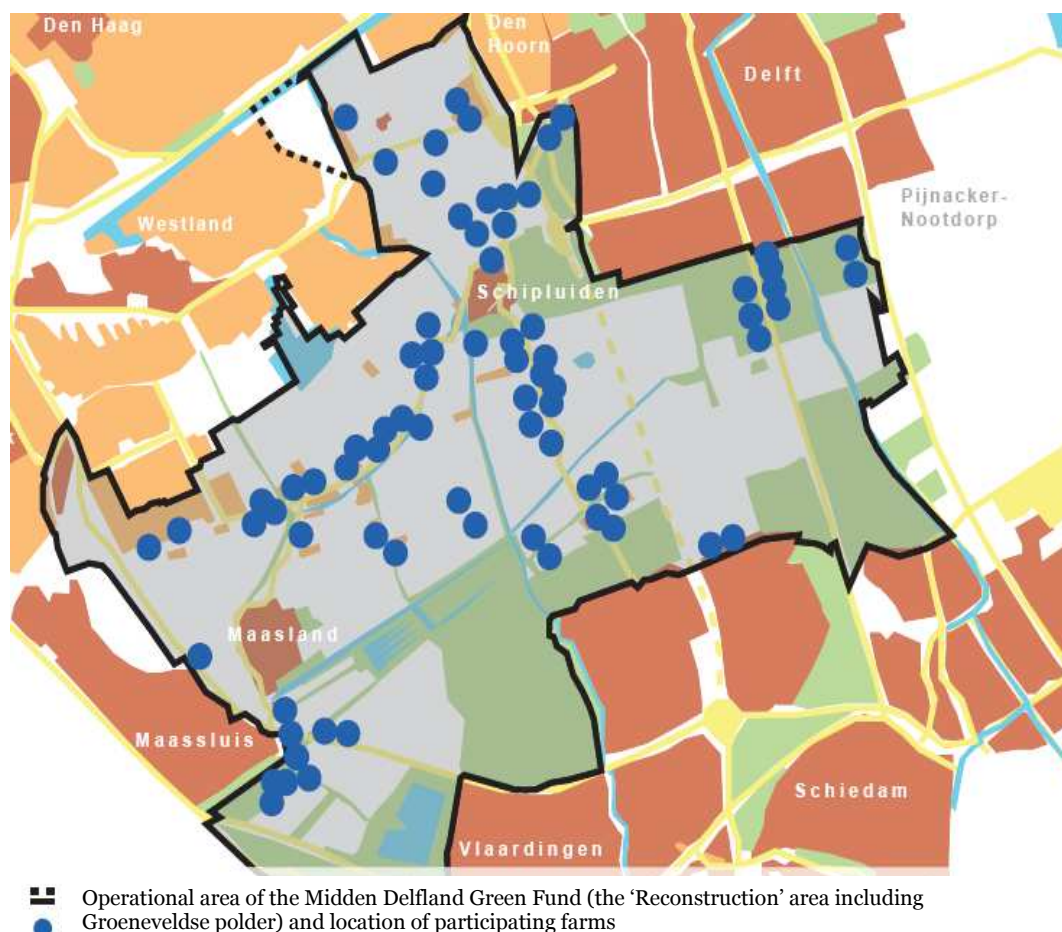 Den Haag
Den
Hoorn
Delft
Pijnacker-
Nootdorp
Westland
Schipluiden
Maasland
Maassluis
Schiedam
Vlaardingen
Operational area of the Midden Delfland Green Fund (the ‘Reconstruction’ area including
Groeneveldse polder) and location of participating farms